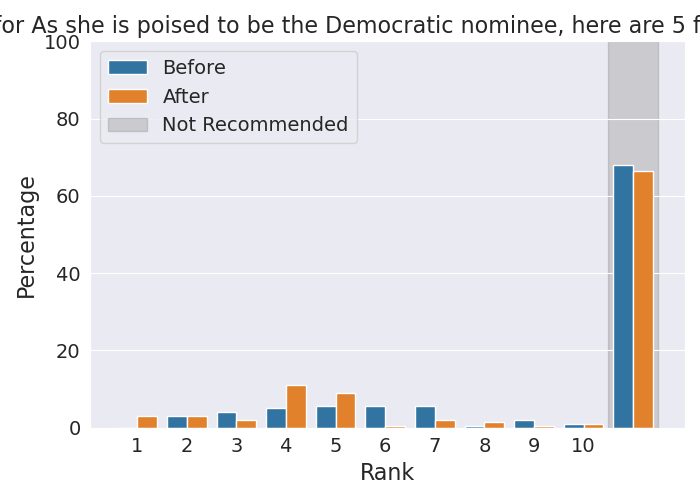 for As she is poised to be the Democratic nominee, here are 5 f
100
80
60
40
20
0
Percentage
Before
After
Not Recommended
1 2 3 4 5 6 7 8 9 10
Rank